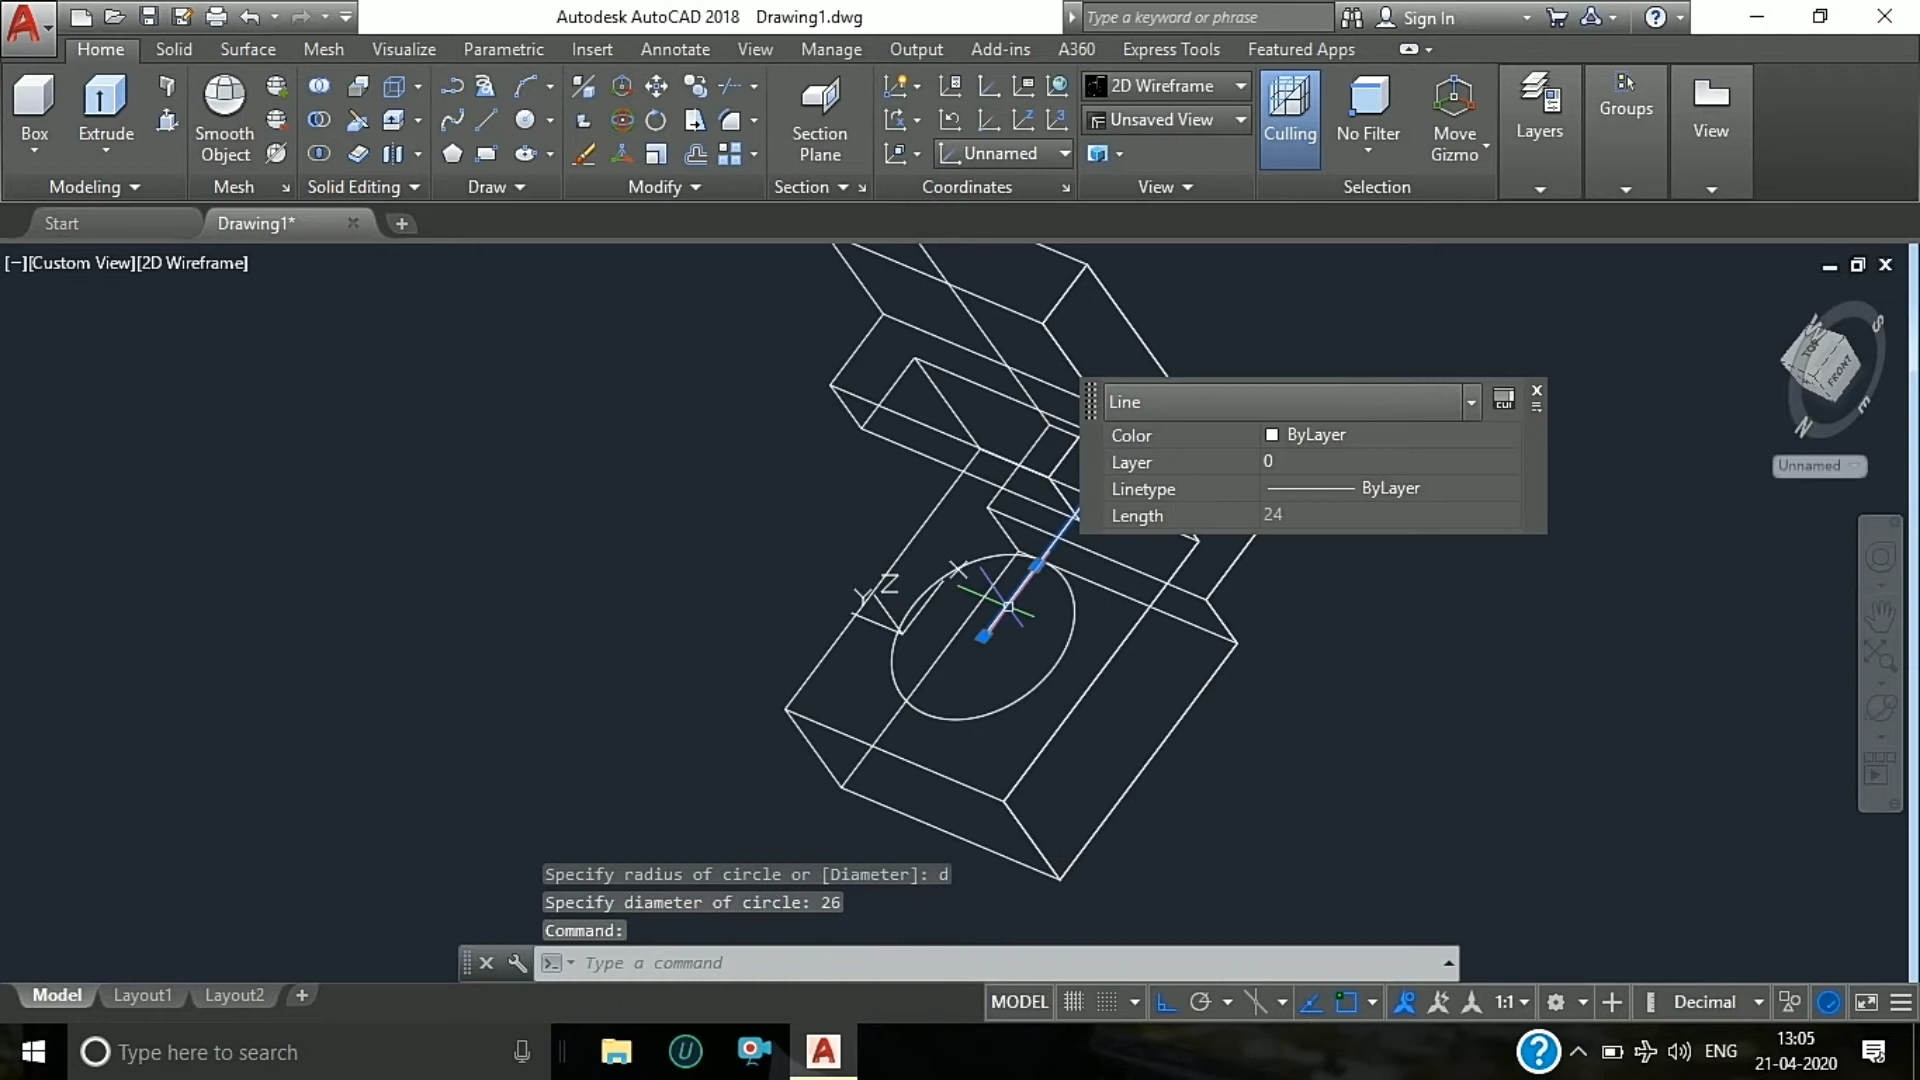 Autodesk AutoCAD 2018 Drawing1.dwg
Type a keyword or phrase
Sign In
Home Solid Surface Mesh Visualize Parametric Insert Annotate View Manage Output Add-ins A360 Express Tools Featured Apps
Box
Extrude
Smooth Object
Section Plane
Unnamed
2D Wireframe
Unsaved View
Culling
No Filter
Move Gizmo
Layers
Groups
View
Modeling
Mesh
Solid Editing
Draw
Modify
Section
Coordinates
View
Selection
Start
Drawing1*
[−][Custom View][2D Wireframe]
TOP
FRONT
W
S
E
N
Unnamed
Line
Color ByLayer
Layer 0
Linetype ByLayer
Length 24
X
Y
Z
Specify radius of circle or [Diameter]: d
Specify diameter of circle: 26
Command:
Type a command
Model Layout1 Layout2
MODEL
1:1
Decimal
Type here to search
ENG
13:05
21-04-2020